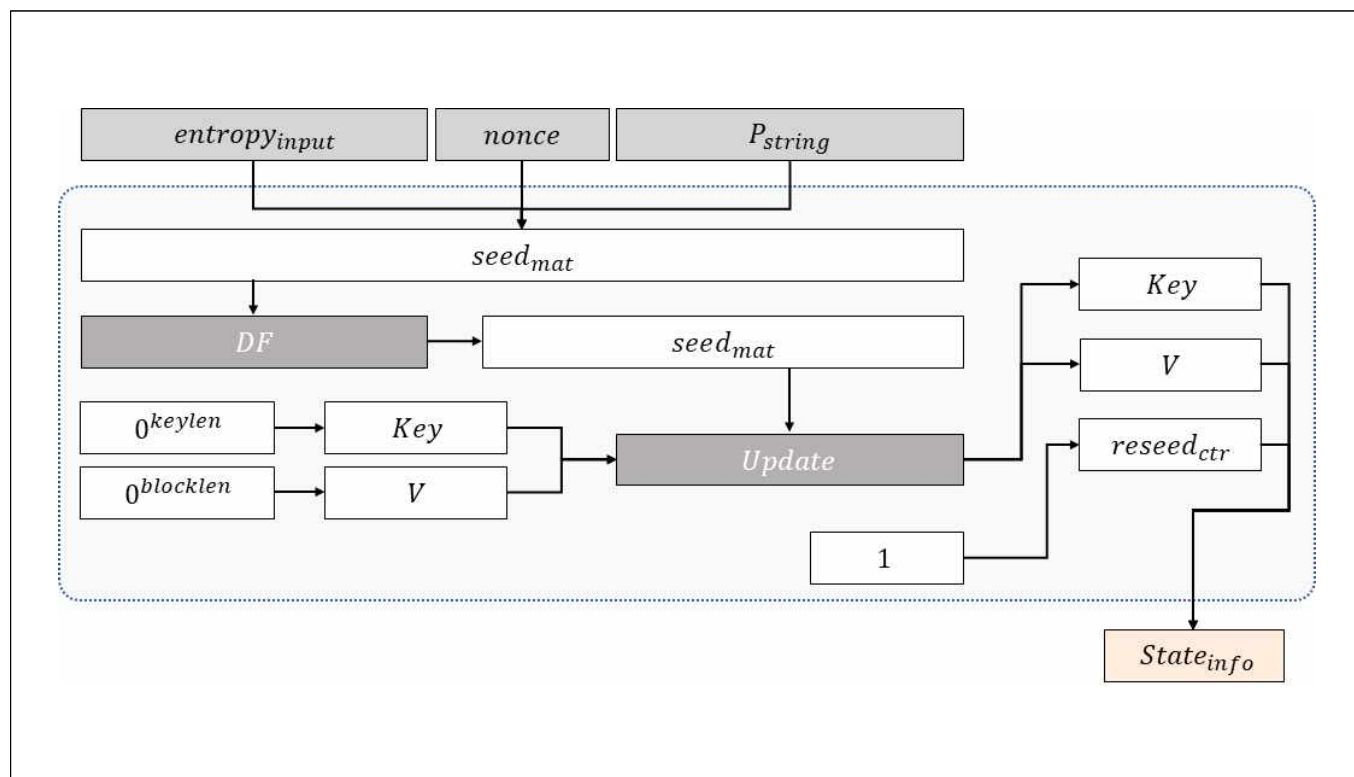 entropy_input nonce P_string
seed_mat
Key
DF seed_mat
V
0^keylen Key
Update reseed_ctr
0^blocklen V
1
State_info